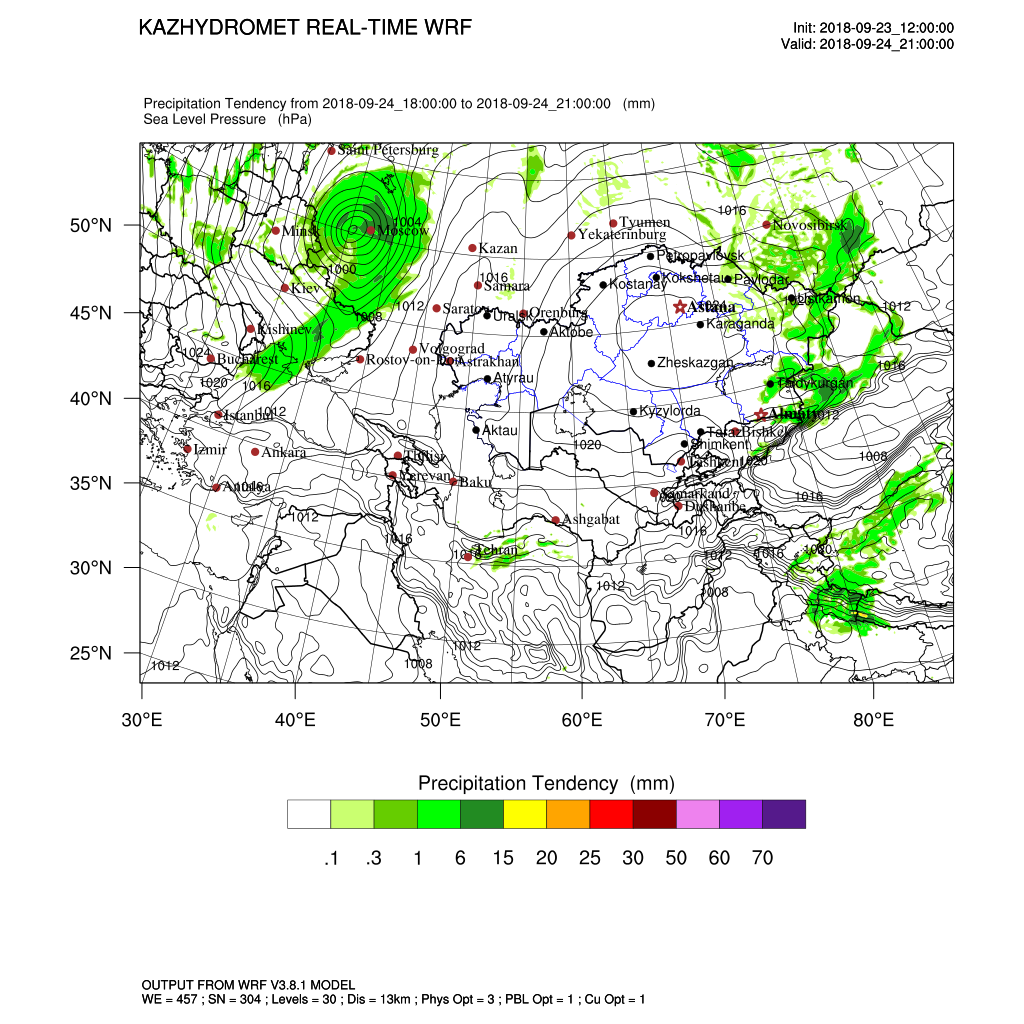 KAZHYDROMET REAL-TIME WRF
Init: 2018-09-23_12:00:00
Valid: 2018-09-24_21:00:00
Precipitation Tendency from 2018-09-24_18:00:00 to 2018-09-24_21:00:00 (mm)
Sea Level Pressure (hPa)
Saint Petersburg
1016
50°N
Minsk
Moscow
1004
Tyumen
Yekaterinburg
Novosibirsk
Kazan
Petropavlovsk
1000
1016
Samara
Kostanay
Kokshetau
Pavlodar
Kiev
Ustkamen
45°N
1012
Saratov
Uralsk
Orenburg
Astana
1024
1012
1008
Aktobe
Karaganda
Kishinev
1024
Bucharest
Rostov-on-Don
Volgograd
Astrakhan
Zheskazgan
1016
1020
1016
Atyrau
Taldykurgan
40°N
Istanbul
1012
Kyzylorda
Almaty
1012
Aktau
Taraz
Bishkek
Izmir
Ankara
1020
Shimkent
1008
Tbilisi
Tashkent
1020
35°N
Antalya
1016
Yerevan
Baku
Samarkand
1016
1012
Ashgabat
Dushanbe
1016
1016
Tehran
1012
1016
1020
30°N
1012
1008
25°N
1012
1008
1012
30°E
40°E
50°E
60°E
70°E
80°E
Precipitation Tendency (mm)
.1 .3 1 6 15 20 25 30 50 60 70
OUTPUT FROM WRF V3.8.1 MODEL
WE = 457 ; SN = 304 ; Levels = 30 ; Dis = 13km ; Phys Opt = 3 ; PBL Opt = 1 ; Cu Opt = 1